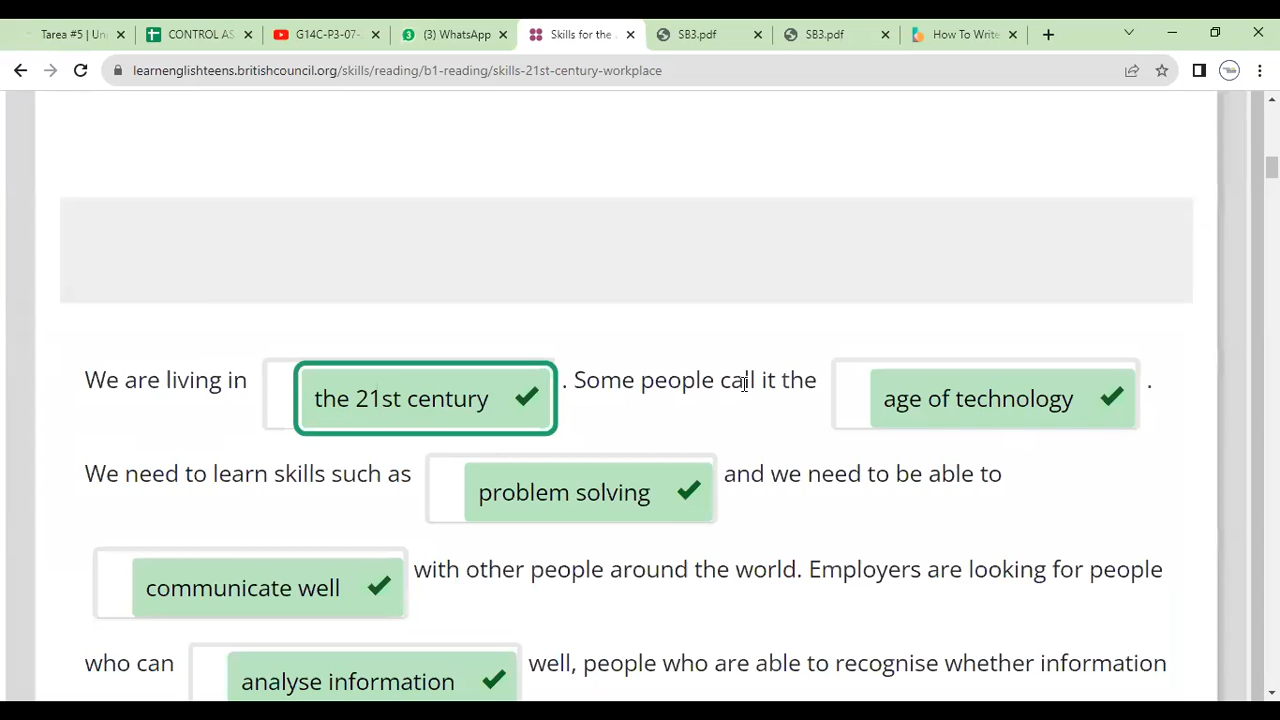 Tarea #5 | Un
CONTROL AS
G14C-P3-07-
(3) WhatsApp
Skills for the
SB3.pdf
SB3.pdf
How To Write
learnenglishteens.britishcouncil.org/skills/reading/b1-reading/skills-21st-century-workplace
We are living in the 21st century . Some people call it the age of technology .
We need to learn skills such as problem solving and we need to be able to
communicate well with other people around the world. Employers are looking for people
who can analyse information well, people who are able to recognise whether information